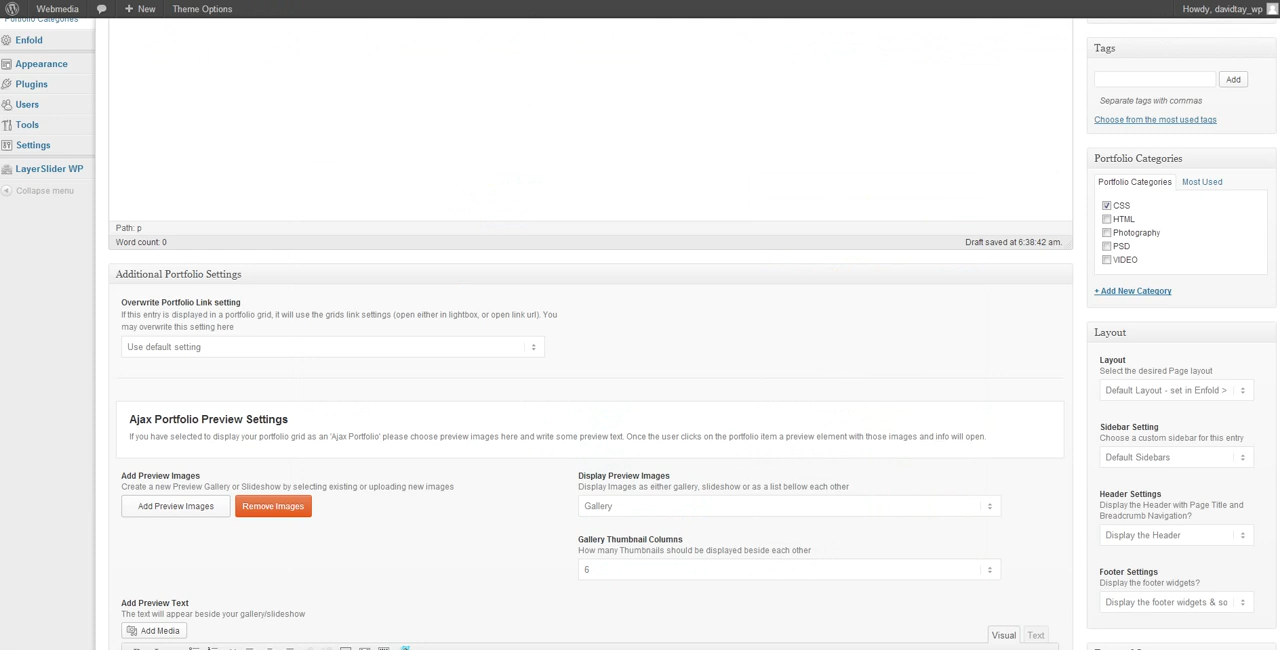 Webmedia
New
Theme Options
Howdy, davidtay_wp
Portfolio Categories
Enfold
Appearance
Plugins
Users
Tools
Settings
LayerSlider WP
Collapse menu
Path: p
Word count: 0
Draft saved at 6:38:42 am.
Additional Portfolio Settings
Overwrite Portfolio Link setting
If this entry is displayed in a portfolio grid, it will use the grids link settings (open either in lightbox, or open link url). You
may overwrite this setting here
Use default setting
Ajax Portfolio Preview Settings
If you have selected to display your portfolio grid as an 'Ajax Portfolio' please choose preview images here and write some preview text. Once the user clicks on the portfolio item a preview element with those images and info will open.
Add Preview Images
Create a new Preview Gallery or Slideshow by selecting existing or uploading new images
Add Preview Images
Remove Images
Display Preview Images
Display Images as either gallery, slideshow or as a list bellow each other
Gallery
Gallery Thumbnail Columns
How many Thumbnails should be displayed beside each other
6
Add Preview Text
The text will appear beside your gallery/slideshow
Add Media
Visual
Text
Tags
Add
Separate tags with commas
Choose from the most used tags
Portfolio Categories
Portfolio Categories
Most Used
CSS
HTML
Photography
PSD
VIDEO
+ Add New Category
Layout
Layout
Select the desired Page layout
Default Layout - set in Enfold >
Sidebar Setting
Choose a custom sidebar for this entry
Default Sidebars
Header Settings
Display the Header with Page Title and
Breadcrumb Navigation?
Display the Header
Footer Settings
Display the footer widgets?
Display the footer widgets & so